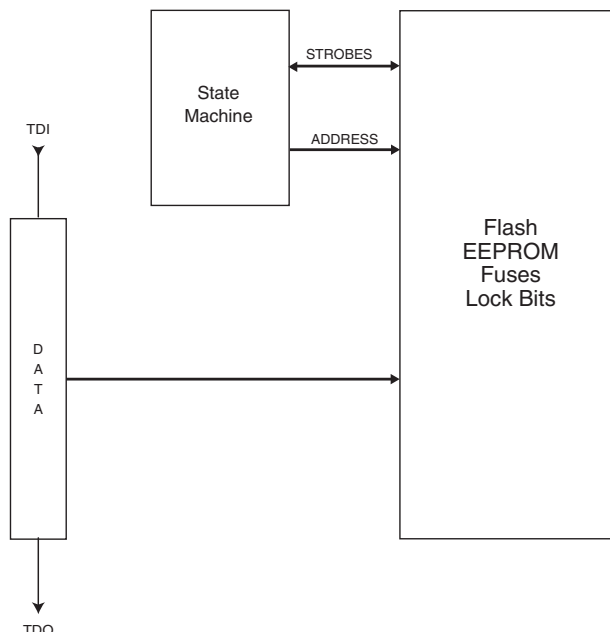 STROBES
State
Machine
ADDRESS
TDI
Flash
EEPROM
Fuses
Lock Bits
D
A
T
A
TDO